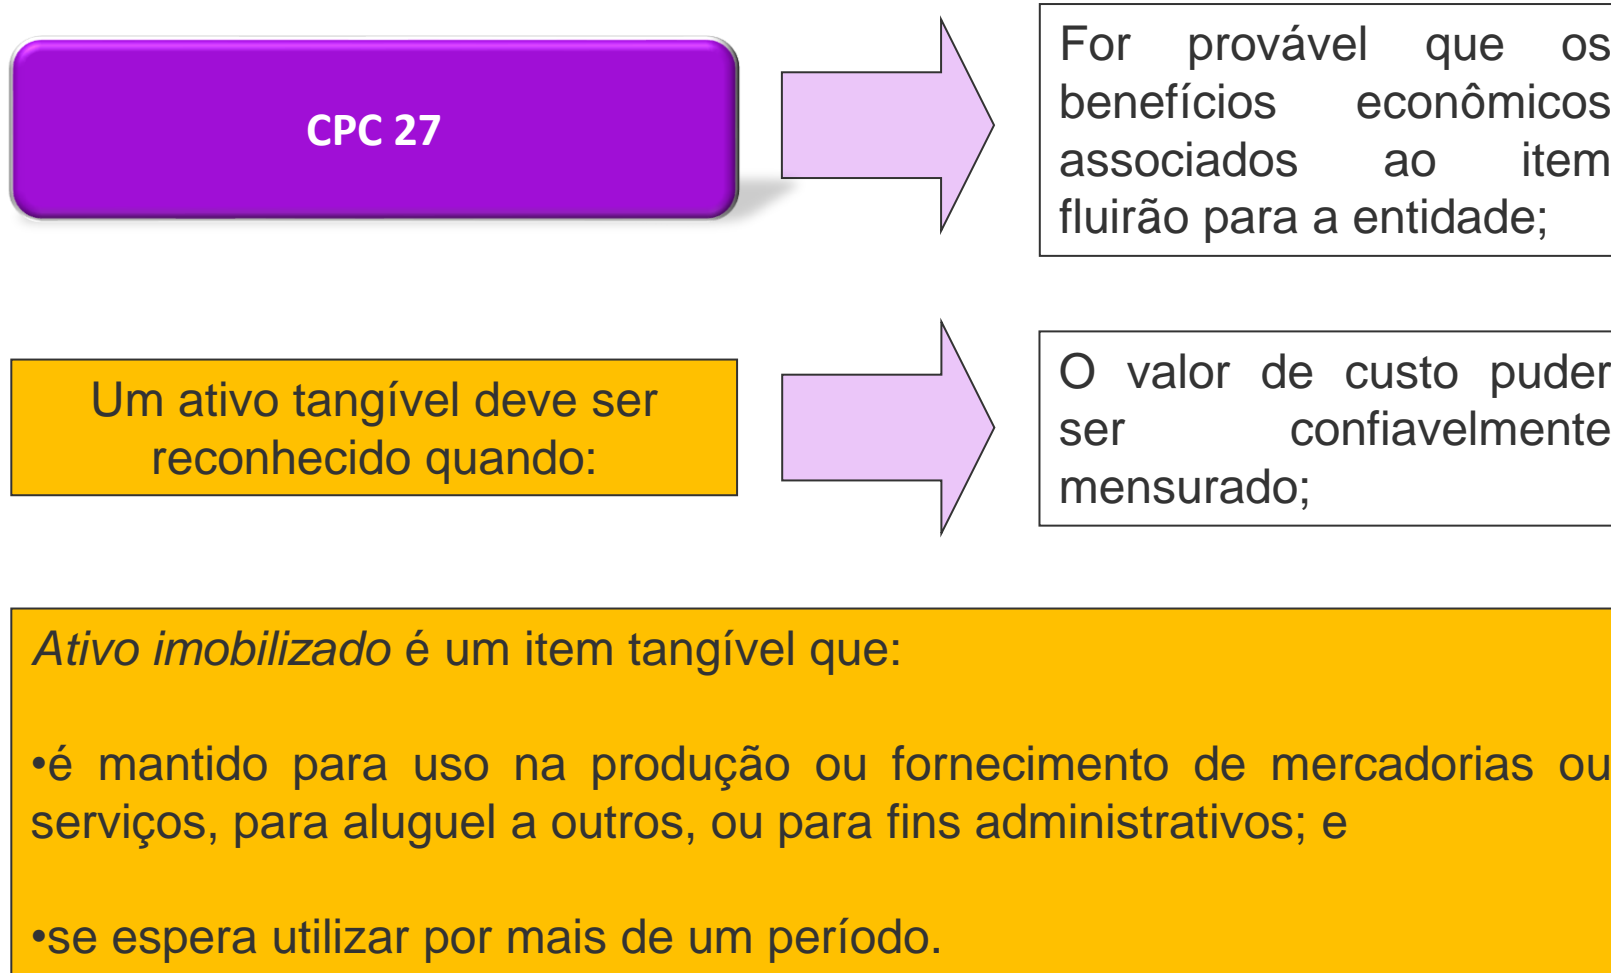 CPC 27
For provável que os
benefícios econômicos
associados ao item
fluirão para a entidade;
Um ativo tangível deve ser
reconhecido quando:
O valor de custo puder
ser confiavelmente
mensurado;
Ativo imobilizado é um item tangível que:
•é mantido para uso na produção ou fornecimento de mercadorias ou
serviços, para aluguel a outros, ou para fins administrativos; e
•se espera utilizar por mais de um período.